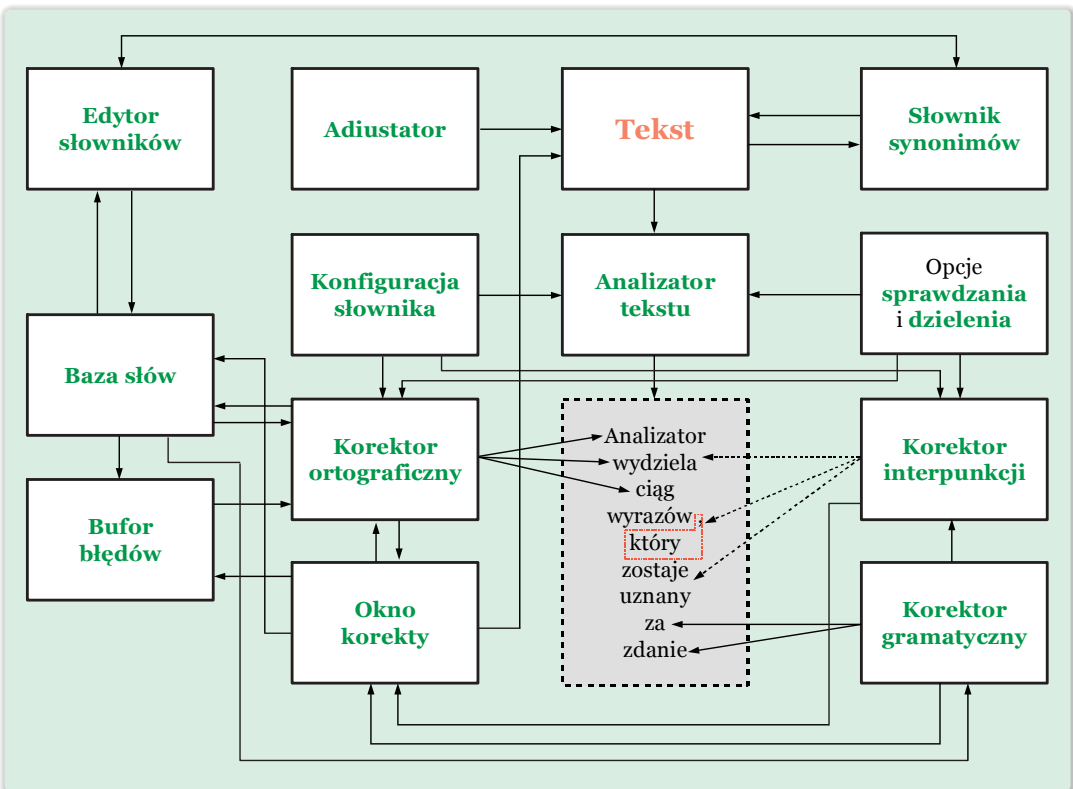 Edytor
słowników
Adiustator
Tekst
Słownik
synonimów
Konfiguracja
słownika
Analizator
tekstu
Opcje
sprawdzania
i dzielenia
Baza słów
Korektor
ortograficzny
Analizator
wydziela
ciąg
wyrazów ,
który
zostaje
uznany
za
zdanie
Korektor
interpunkcji
Bufor
błędów
Okno
korekty
Korektor
gramatyczny